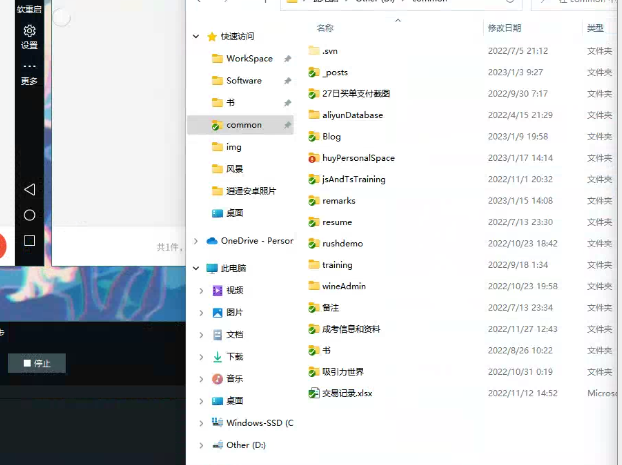 软重启
设置
更多
共1件,
步
停止
名称
修改日期
类型
快速访问
WorkSpace
Software
书
common
img
风景
逍遥安卓照片
桌面
OneDrive - Persor
此电脑
视频
图片
文档
下载
音乐
桌面
Windows-SSD (C
Other (D:)
.svn 2022/7/5 21:12 文件夹
_posts 2023/1/3 9:27 文件夹
27日买单支付截图 2022/9/30 7:17 文件夹
aliyunDatabase 2022/4/15 21:29 文件夹
Blog 2023/1/9 19:58 文件夹
huyPersonalSpace 2023/1/17 14:14 文件夹
jsAndTsTraining 2022/11/1 20:32 文件夹
remarks 2023/1/15 14:08 文件夹
resume 2022/7/13 23:30 文件夹
rushdemo 2022/10/23 18:42 文件夹
training 2022/9/18 1:34 文件夹
wineAdmin 2022/10/23 19:58 文件夹
备注 2022/7/13 23:34 文件夹
成考信息和资料 2022/11/27 12:43 文件夹
书 2022/8/26 10:22 文件夹
吸引力世界 2022/10/31 0:19 文件夹
交易记录.xlsx 2022/11/12 14:52 Microso